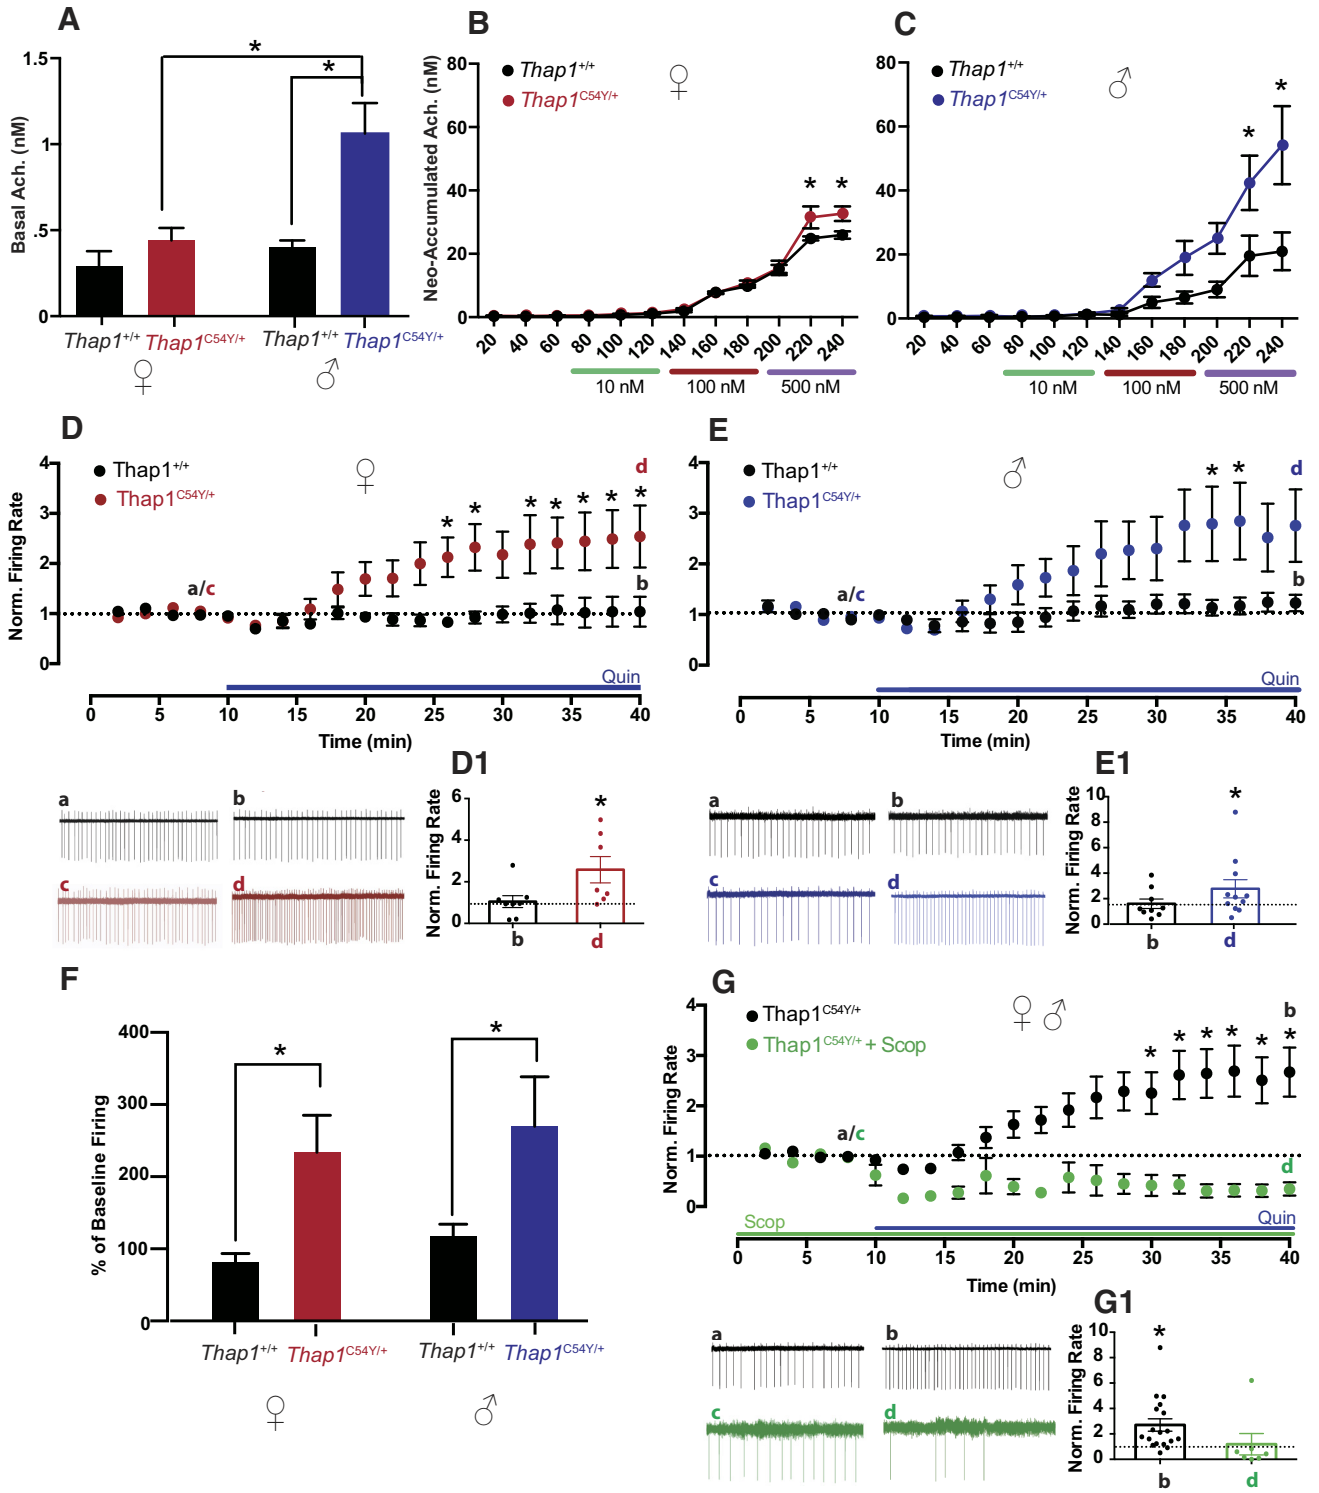 A
1.5
1
.5
0
Basal Ach. (nM)
*
*
Thap1+/+ Thap1C54Y/+ Thap1+/+ Thap1C54Y/+
♀ ♂
B
Neo-Accumulated Ach. (nM)
80
60
40
20
0
Thap1+/+
Thap1C54Y/+
♀
* *
20 40 60 80 100 120 140 160 180 200 220 240
10 nM 100 nM 500 nM
C
80
60
40
20
0
Thap1+/+
Thap1C54Y/+
♂
* *
20 40 60 80 100 120 140 160 180 200 220 240
10 nM 100 nM 500 nM
D
Norm. Firing Rate
4
3
2
1
0
Thap1+/+
Thap1C54Y/+
♀
d
* * * * * * *
a/c
b
Quin
0 5 10 15 20 25 30 35 40
Time (min)
E
4
3
2
1
0
Thap1+/+
Thap1C54Y/+
♂
* *
d
a/c
b
Quin
0 5 10 15 20 25 30 35 40
Time (min)
a b
c d
D1
Norm. Firing Rate
6
4
2
0
*
b d
a b
c d
E1
Norm. Firing Rate
10
8
6
4
2
0
*
b d
F
% of Baseline Firing
400
300
200
100
0
*
*
Thap1+/+ Thap1C54Y/+ Thap1+/+ Thap1C54Y/+
♀ ♂
G
Norm. Firing Rate
4
3
2
1
0
Thap1C54Y/+
Thap1C54Y/+ + Scop
♀ ♂
b
* * * * * *
a/c
d
Scop
Quin
0 5 10 15 20 25 30 35 40
Time (min)
a b
c d
G1
Norm. Firing Rate
10
8
6
4
2
0
*
b d